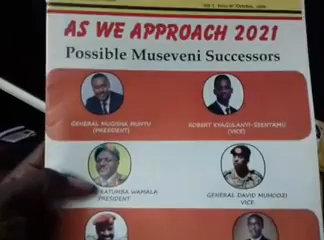 AS WE APPROACH 2021
Possible Museveni Successors
GENERAL MUGISHA MUNTU
(PRESIDENT)
ROBERT KYAGULANYI-SSENTAMU
(VICE)
KATUMBA WAMALA
PRESIDENT
GENERAL DAVID MUHOOZI
VICE